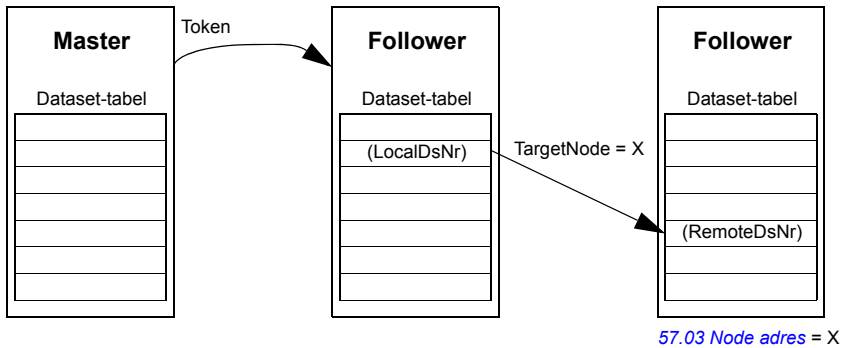 Master
Token
Follower
Follower
Dataset-tabel
Dataset-tabel
Dataset-tabel
(LocalDsNr)
TargetNode = X
(RemoteDsNr)
57.03 Node adres = X